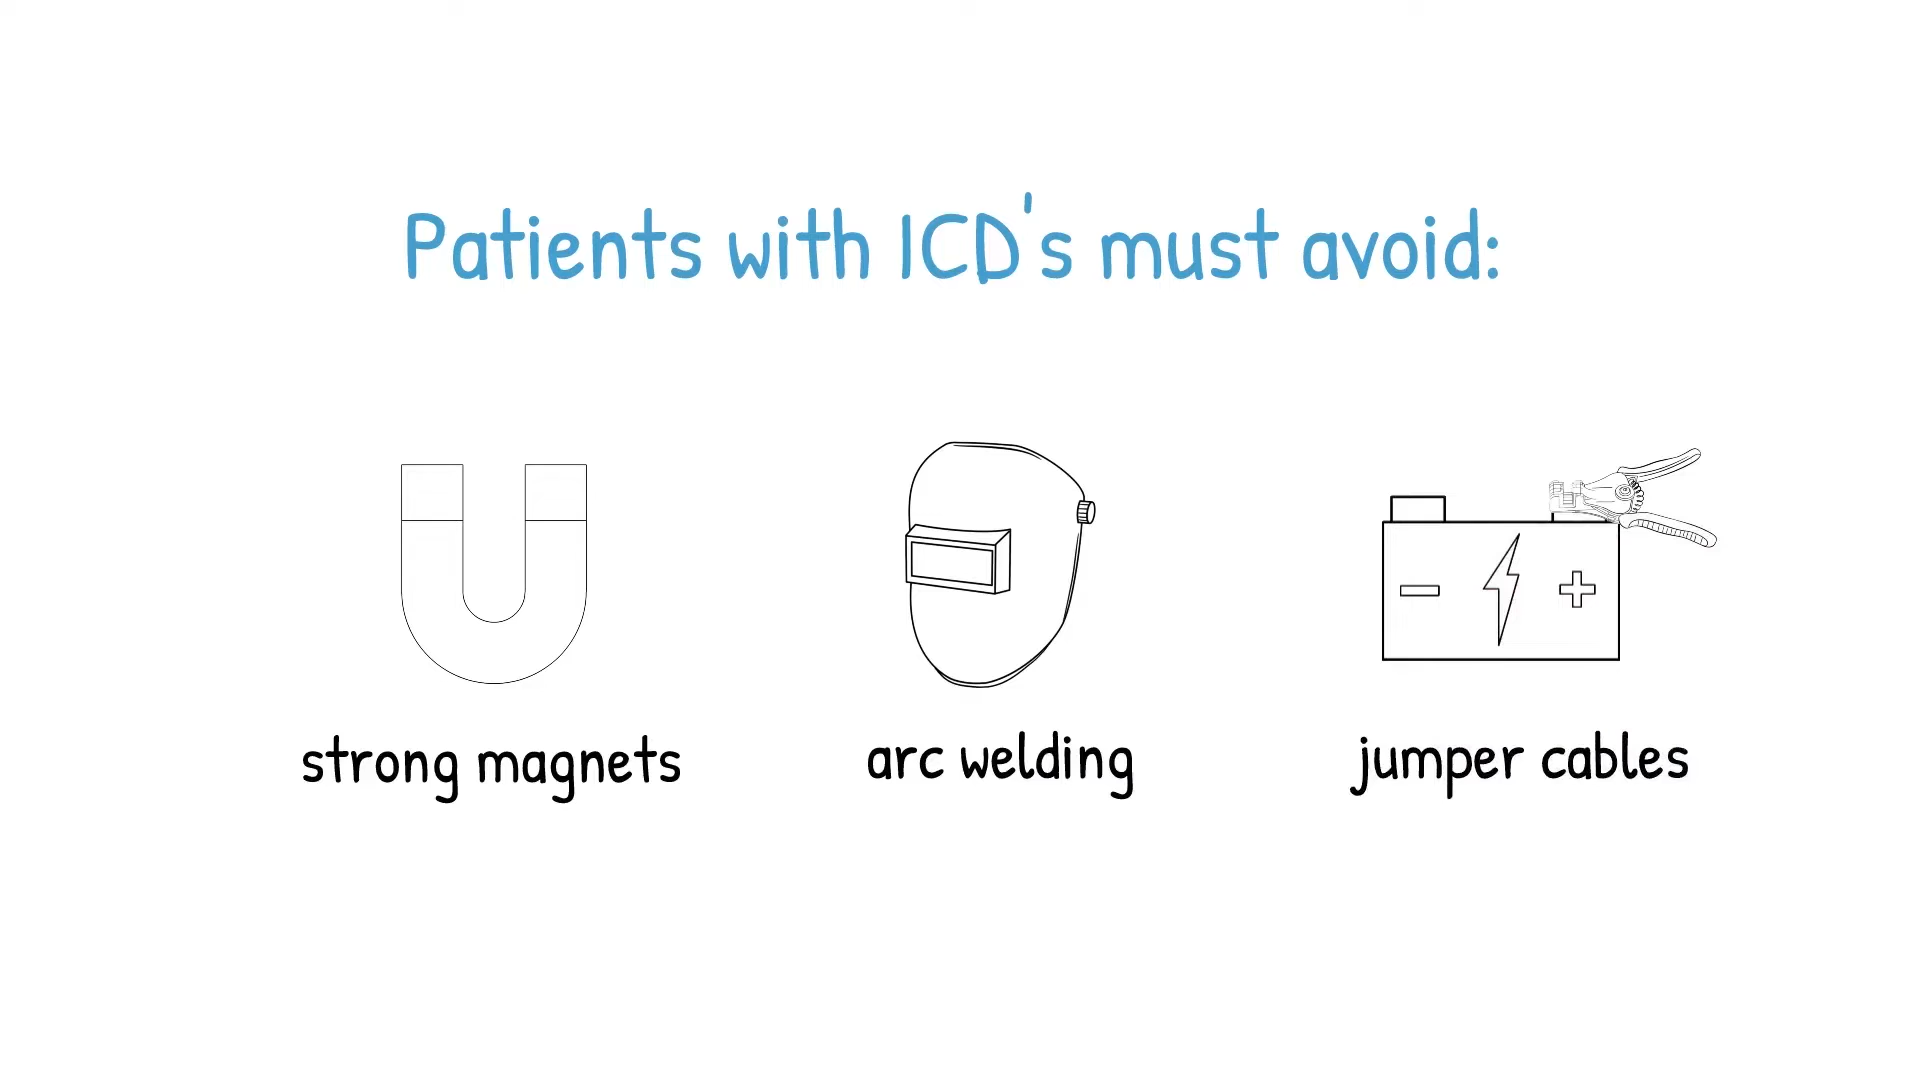 Patients with ICD's must avoid:
strong magnets
arc welding
jumper cables